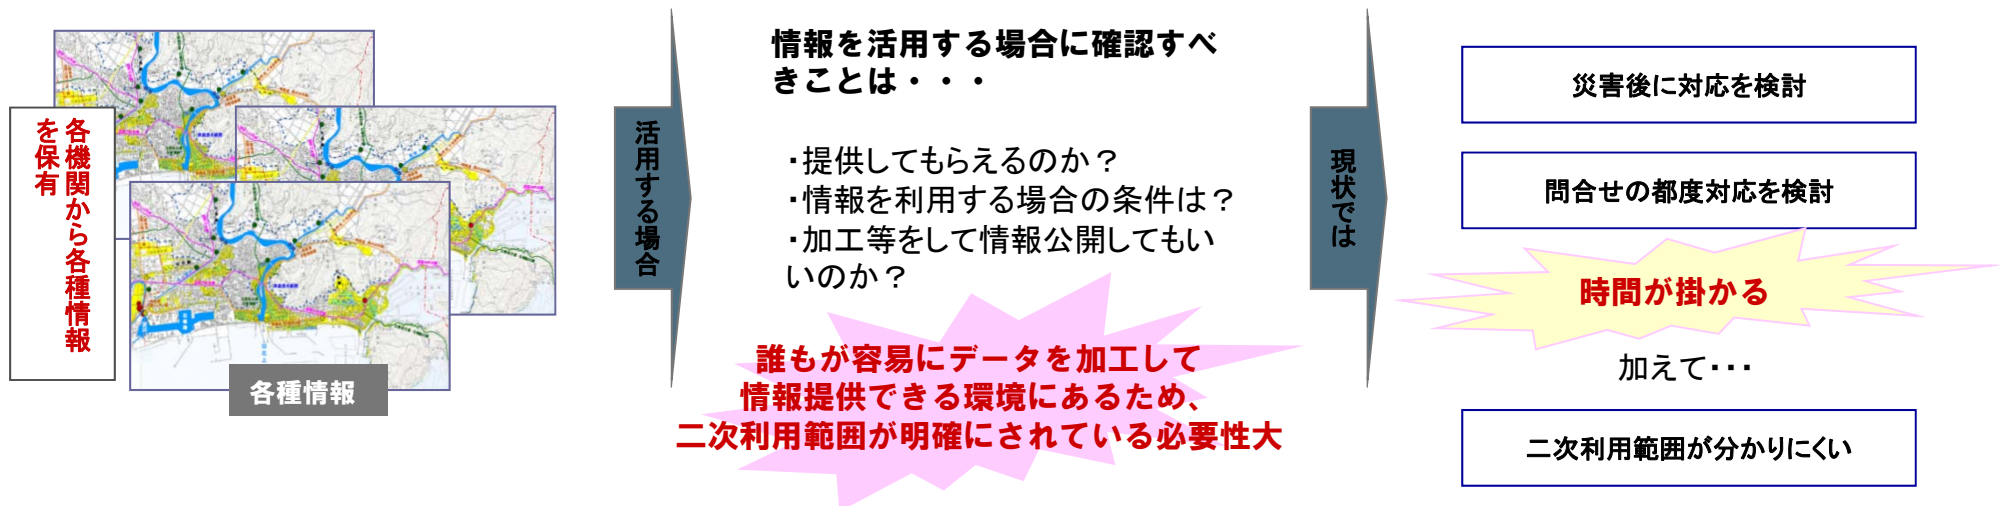 各機関から各種情報
を保有
各種情報
活用する場合
情報を活用する場合に確認すべ
きことは・・・
・提供してもらえるのか？
・情報を利用する場合の条件は？
・加工等をして情報公開してもい
いのか？
誰もが容易にデータを加工して
情報提供できる環境にあるため、
二次利用範囲が明確にされている必要性大
現状では
災害後に対応を検討
問合せの都度対応を検討
時間が掛かる
加えて・・・
二次利用範囲が分かりにくい